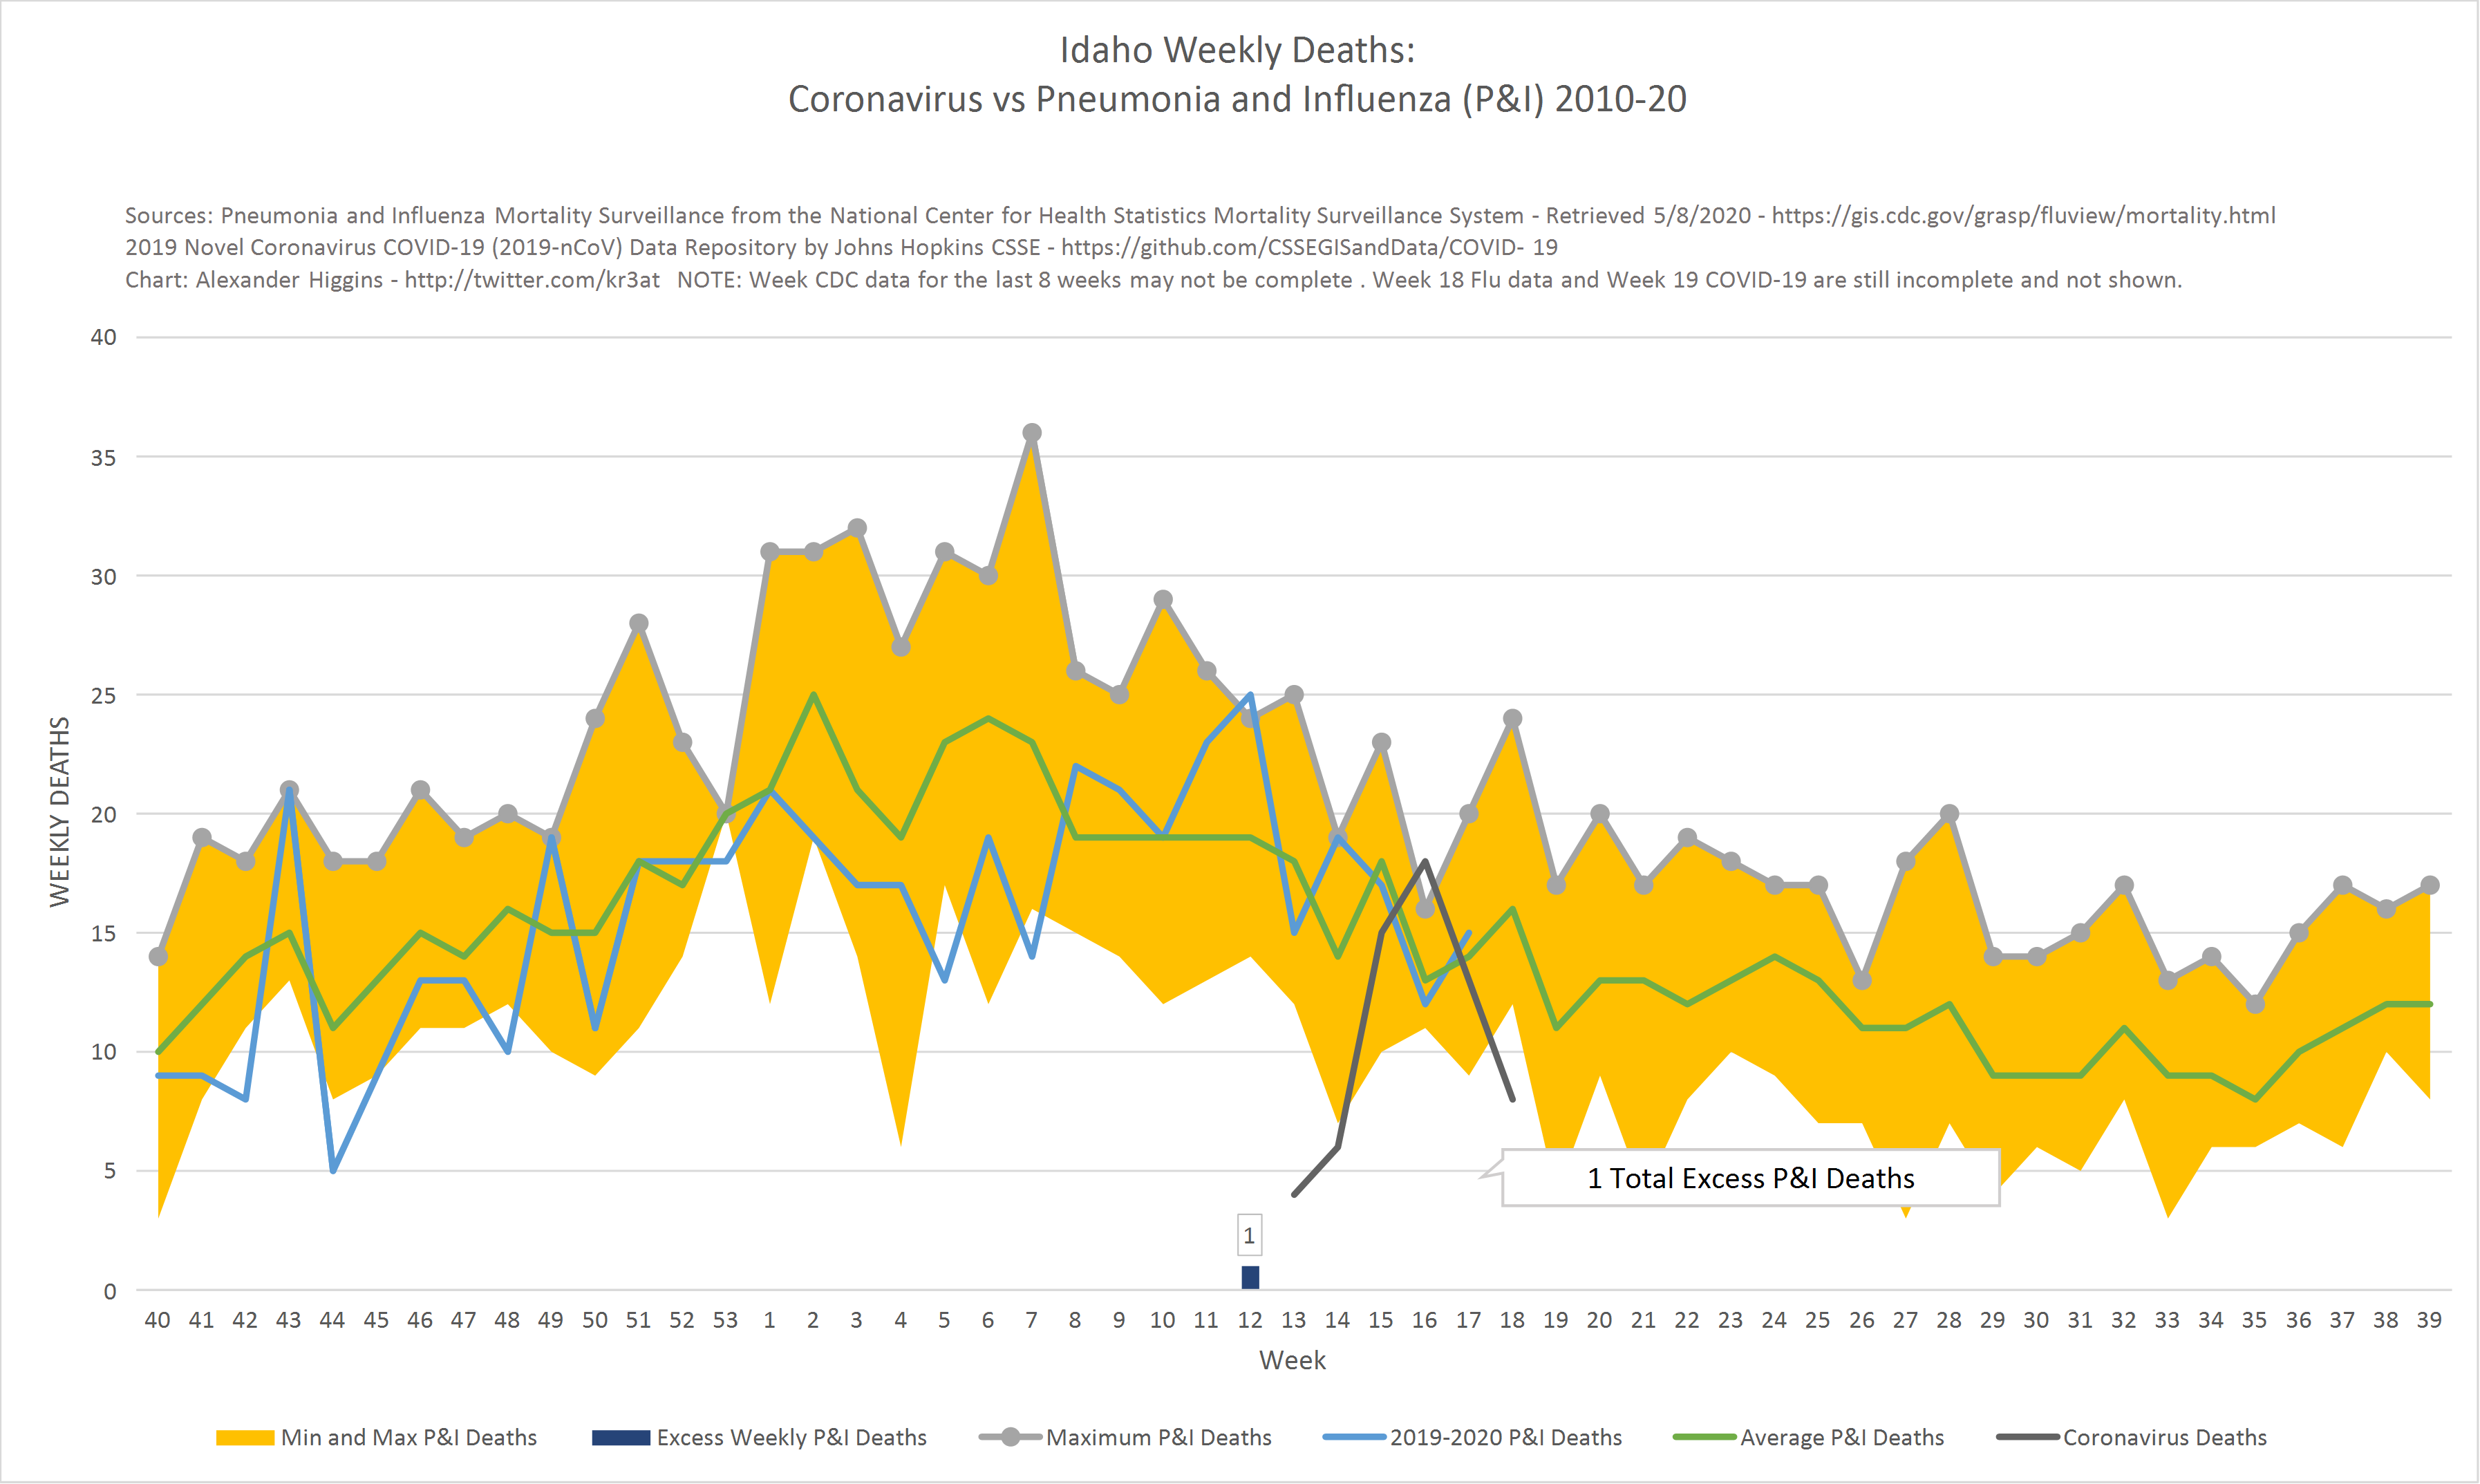 Idaho Weekly Deaths:
Coronavirus vs Pneumonia and Influenza (P&I) 2010-20
Sources: Pneumonia and Influenza Mortality Surveillance from the National Center for Health Statistics Mortality Surveillance System - Retrieved 5/8/2020 - https://gis.cdc.gov/grasp/fluview/mortality.html
2019 Novel Coronavirus COVID-19 (2019-nCoV) Data Repository by Johns Hopkins CSSE - https://github.com/CSSEGISandData/COVID- 19
Chart: Alexander Higgins - http://twitter.com/kr3at NOTE: Week CDC data for the last 8 weeks may not be complete . Week 18 Flu data and Week 19 COVID-19 are still incomplete and not shown.
40
35
30
25
20
15
10
5
0
WEEKLY DEATHS
1 Total Excess P&I Deaths
1
40 41 42 43 44 45 46 47 48 49 50 51 52 53 1 2 3 4 5 6 7 8 9 10 11 12 13 14 15 16 17 18 19 20 21 22 23 24 25 26 27 28 29 30 31 32 33 34 35 36 37 38 39
Week
Min and Max P&I Deaths Excess Weekly P&I Deaths Maximum P&I Deaths 2019-2020 P&I Deaths Average P&I Deaths Coronavirus Deaths